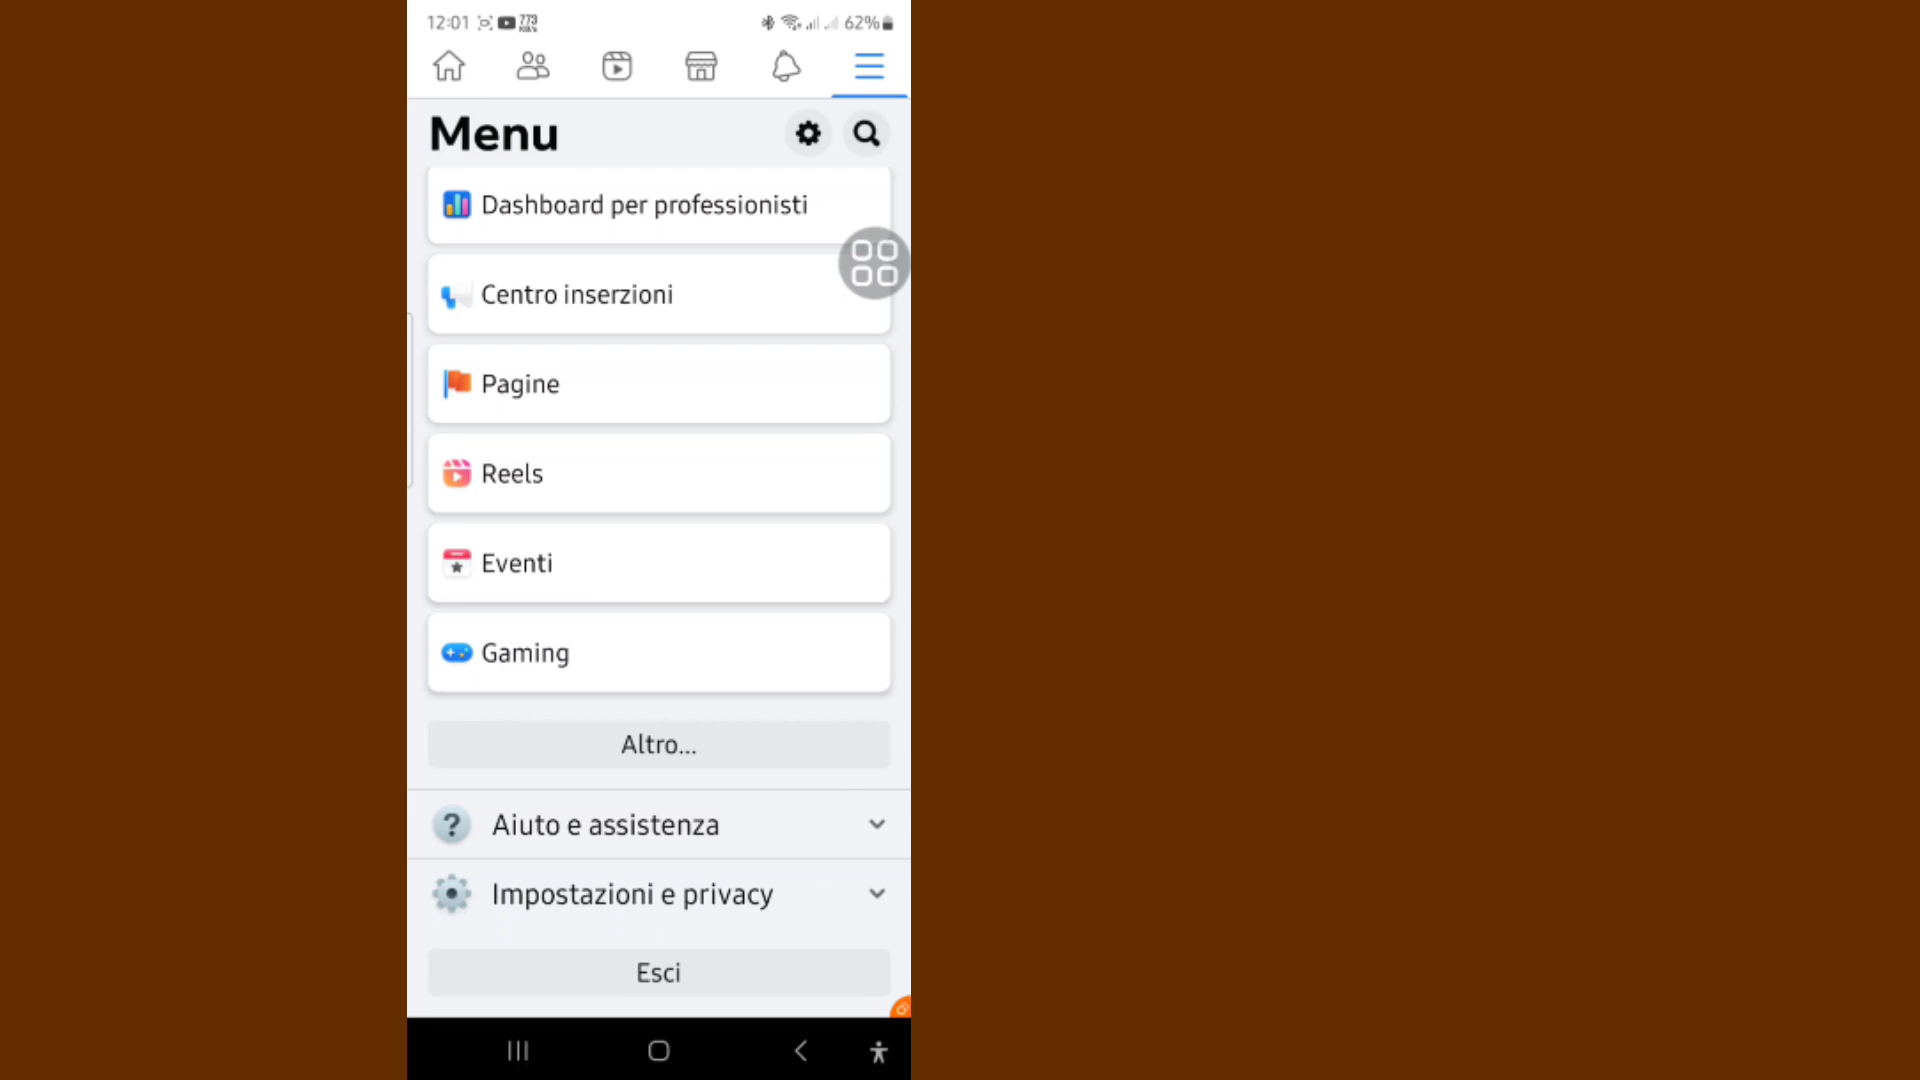 12:01
62%
Menu
Dashboard per professionisti
Centro inserzioni
Pagine
Reels
Eventi
Gaming
Altro...
Aiuto e assistenza
Impostazioni e privacy
Esci